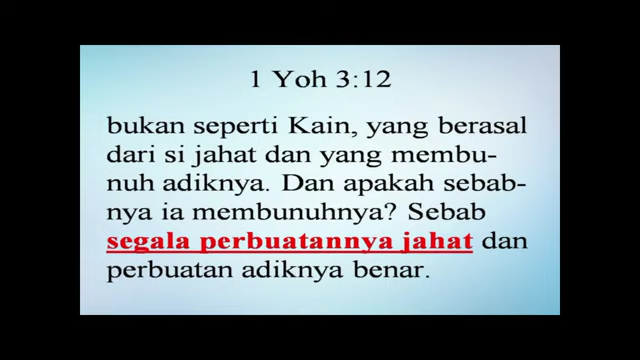 1 Yoh 3:12
bukan seperti Kain, yang berasal
dari si jahat dan yang membu-
nuh adiknya. Dan apakah sebab-
nya ia membunuhnya? Sebab
segala perbuatannya jahat dan
perbuatan adiknya benar.